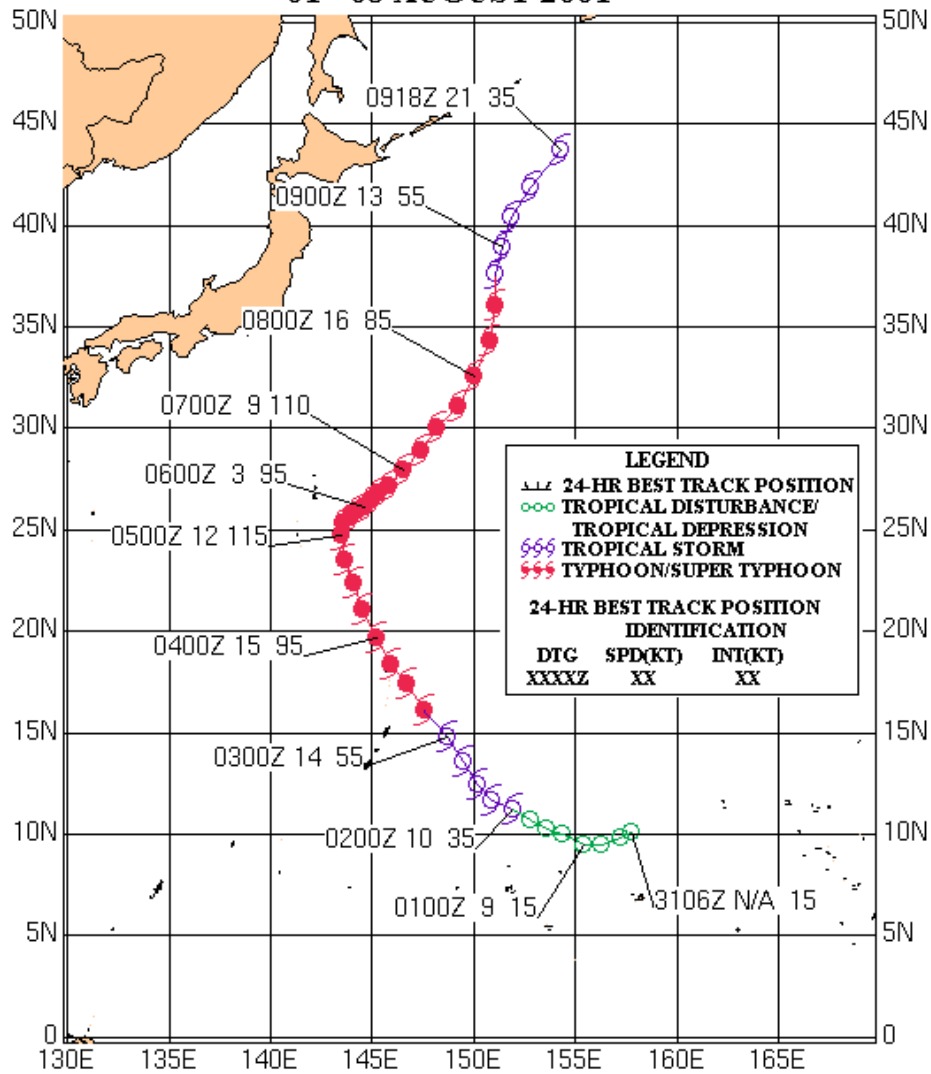 50N 50N
0918Z 21 35
45N 45N
0900Z 13 55
40N 40N
0800Z 16 85
35N 35N
0700Z 9 110
30N 30N
0600Z 3 95
0500Z 12 115
25N 25N
LEGEND
24-HR BEST TRACK POSITION
TROPICAL DISTURBANCE/
TROPICAL DEPRESSION
TROPICAL STORM
TYPHOON/SUPER TYPHOON
24-HR BEST TRACK POSITION
IDENTIFICATION
DTG SPD(KT) INT(KT)
XXXXZ XX XX
20N 20N
0400Z 15 95
15N 15N
0300Z 14 55
10N 10N
0200Z 10 35
0100Z 9 15
3106Z N/A 15
5N 5N
0 0
130E 135E 140E 145E 150E 155E 160E 165E